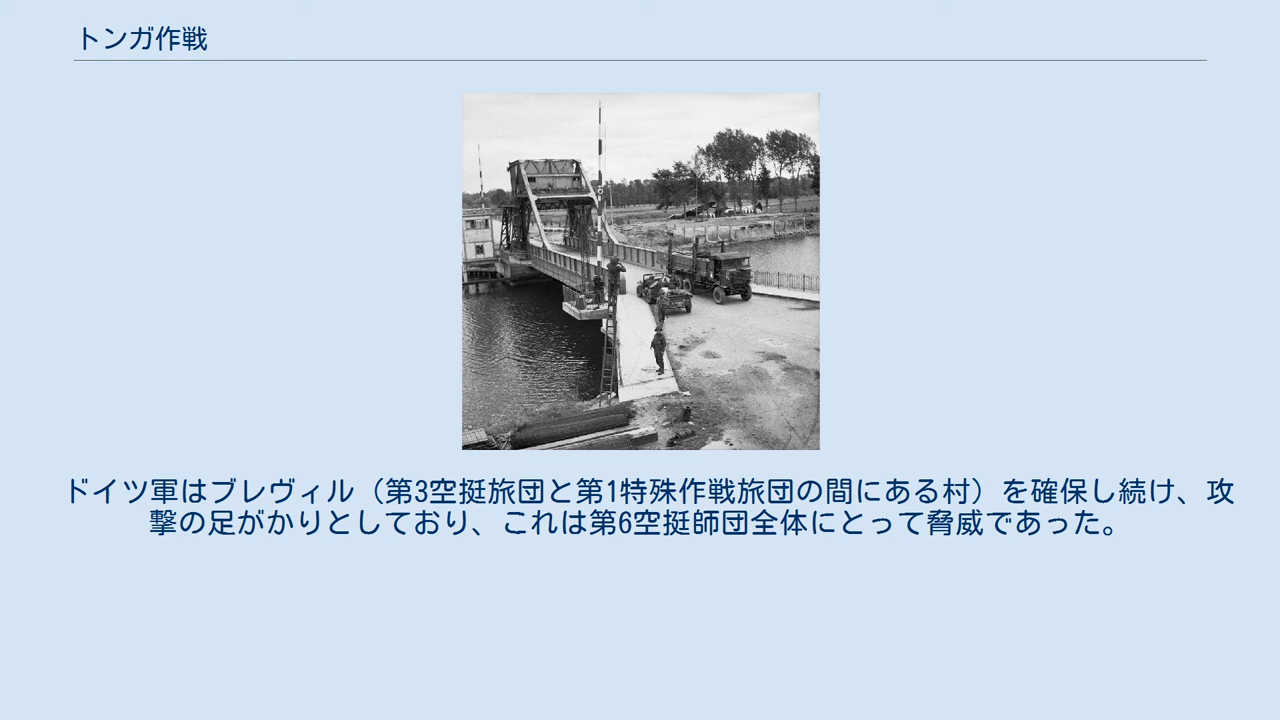 トンガ作戦
ドイツ軍はブレヴィル（第3空挺旅団と第1特殊作戦旅団の間にある村）を確保し続け、攻
撃の足がかりとしており、これは第6空挺師団全体にとって脅威であった。